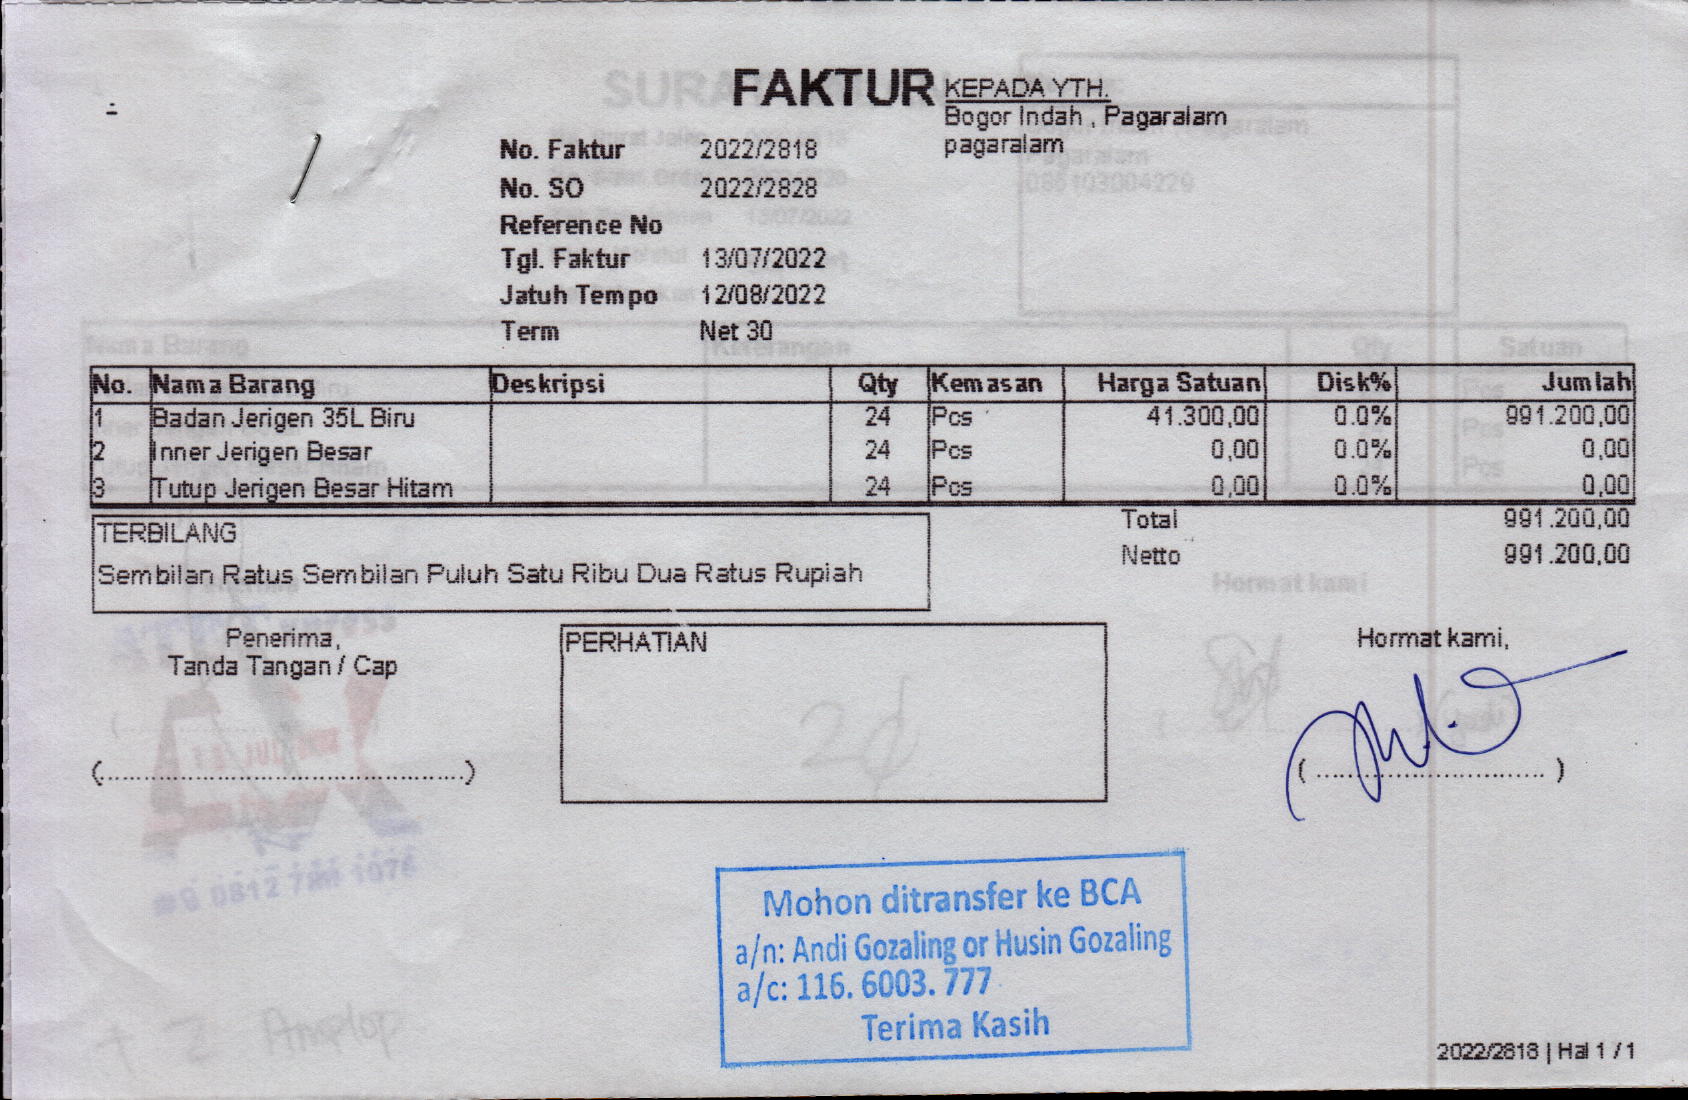 FAKTUR
KEPADA YTH.
Bogor Indah , Pagaralam
pagaralam
No. Faktur 2022/2818
No. SO 2022/2828
Reference No
Tgl. Faktur 13/07/2022
Jatuh Tempo 12/08/2022
Term Net 30
No. Nama Barang Deskripsi Qty Kemasan Harga Satuan Disk% Jumlah
1 Badan Jerigen 35L Biru 24 Pcs 41.300,00 0.0% 991.200,00
2 Inner Jerigen Besar 24 Pcs 0,00 0.0% 0,00
3 Tutup Jerigen Besar Hitam 24 Pcs 0,00 0.0% 0,00
Total 991.200,00
Netto 991.200,00
TERBILANG
Sembilan Ratus Sembilan Puluh Satu Ribu Dua Ratus Rupiah
Penerima,
Tanda Tangan / Cap
(............................................)
PERHATIAN
Hormat kami,
( ............................ )
Mohon ditransfer ke BCA
a/n: Andi Gozaling or Husin Gozaling
a/c: 116. 6003. 777
Terima Kasih
+ 2 Amplop
2022/2818 | Hal 1 / 1